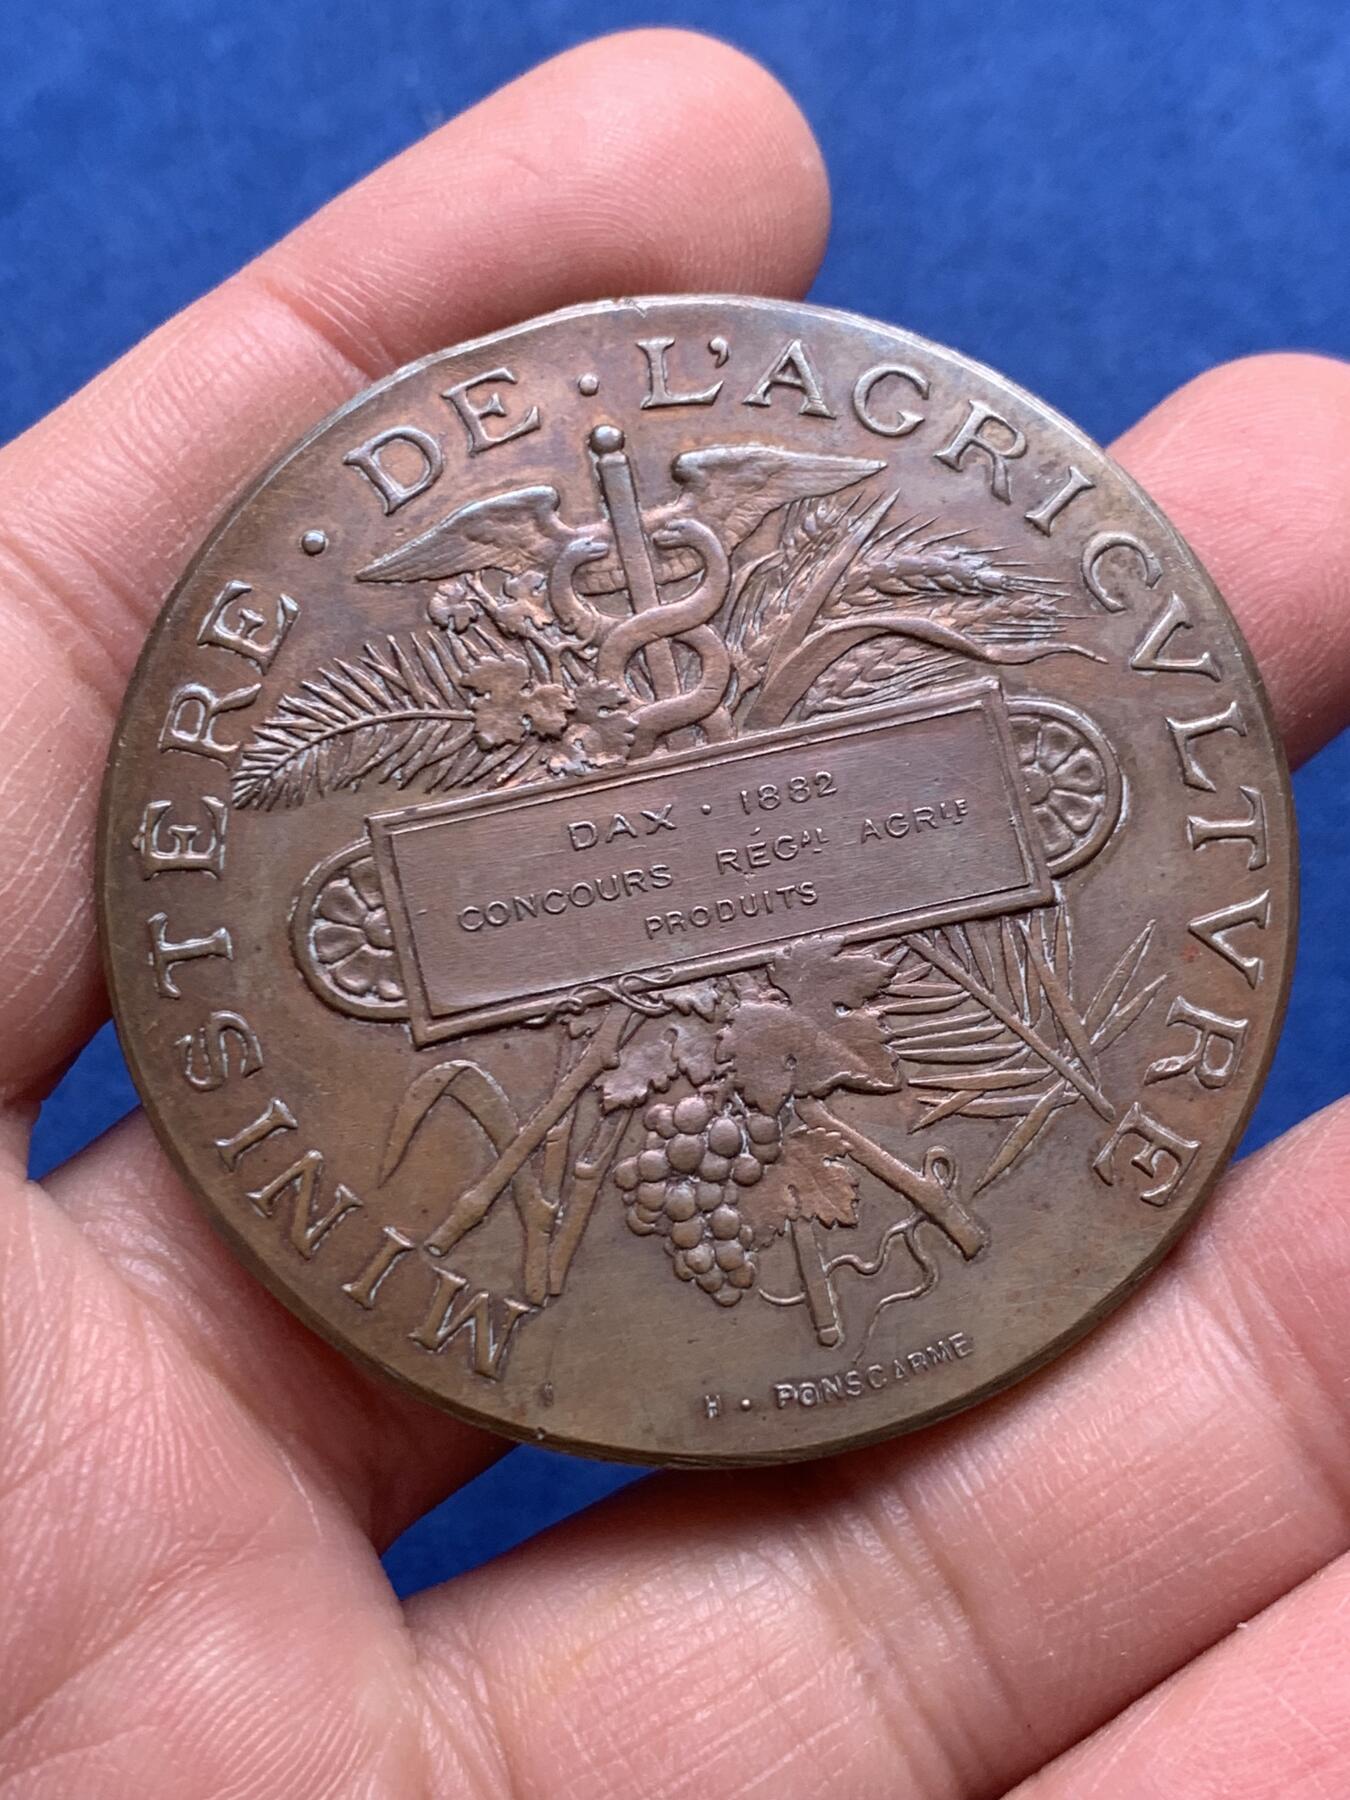 MINISTÈRE · DE · L'AGRICVLTVRE
DAX · 1882
CONCOURS RÉGAL AGRLE
PRODUITS
H · PONSCARME